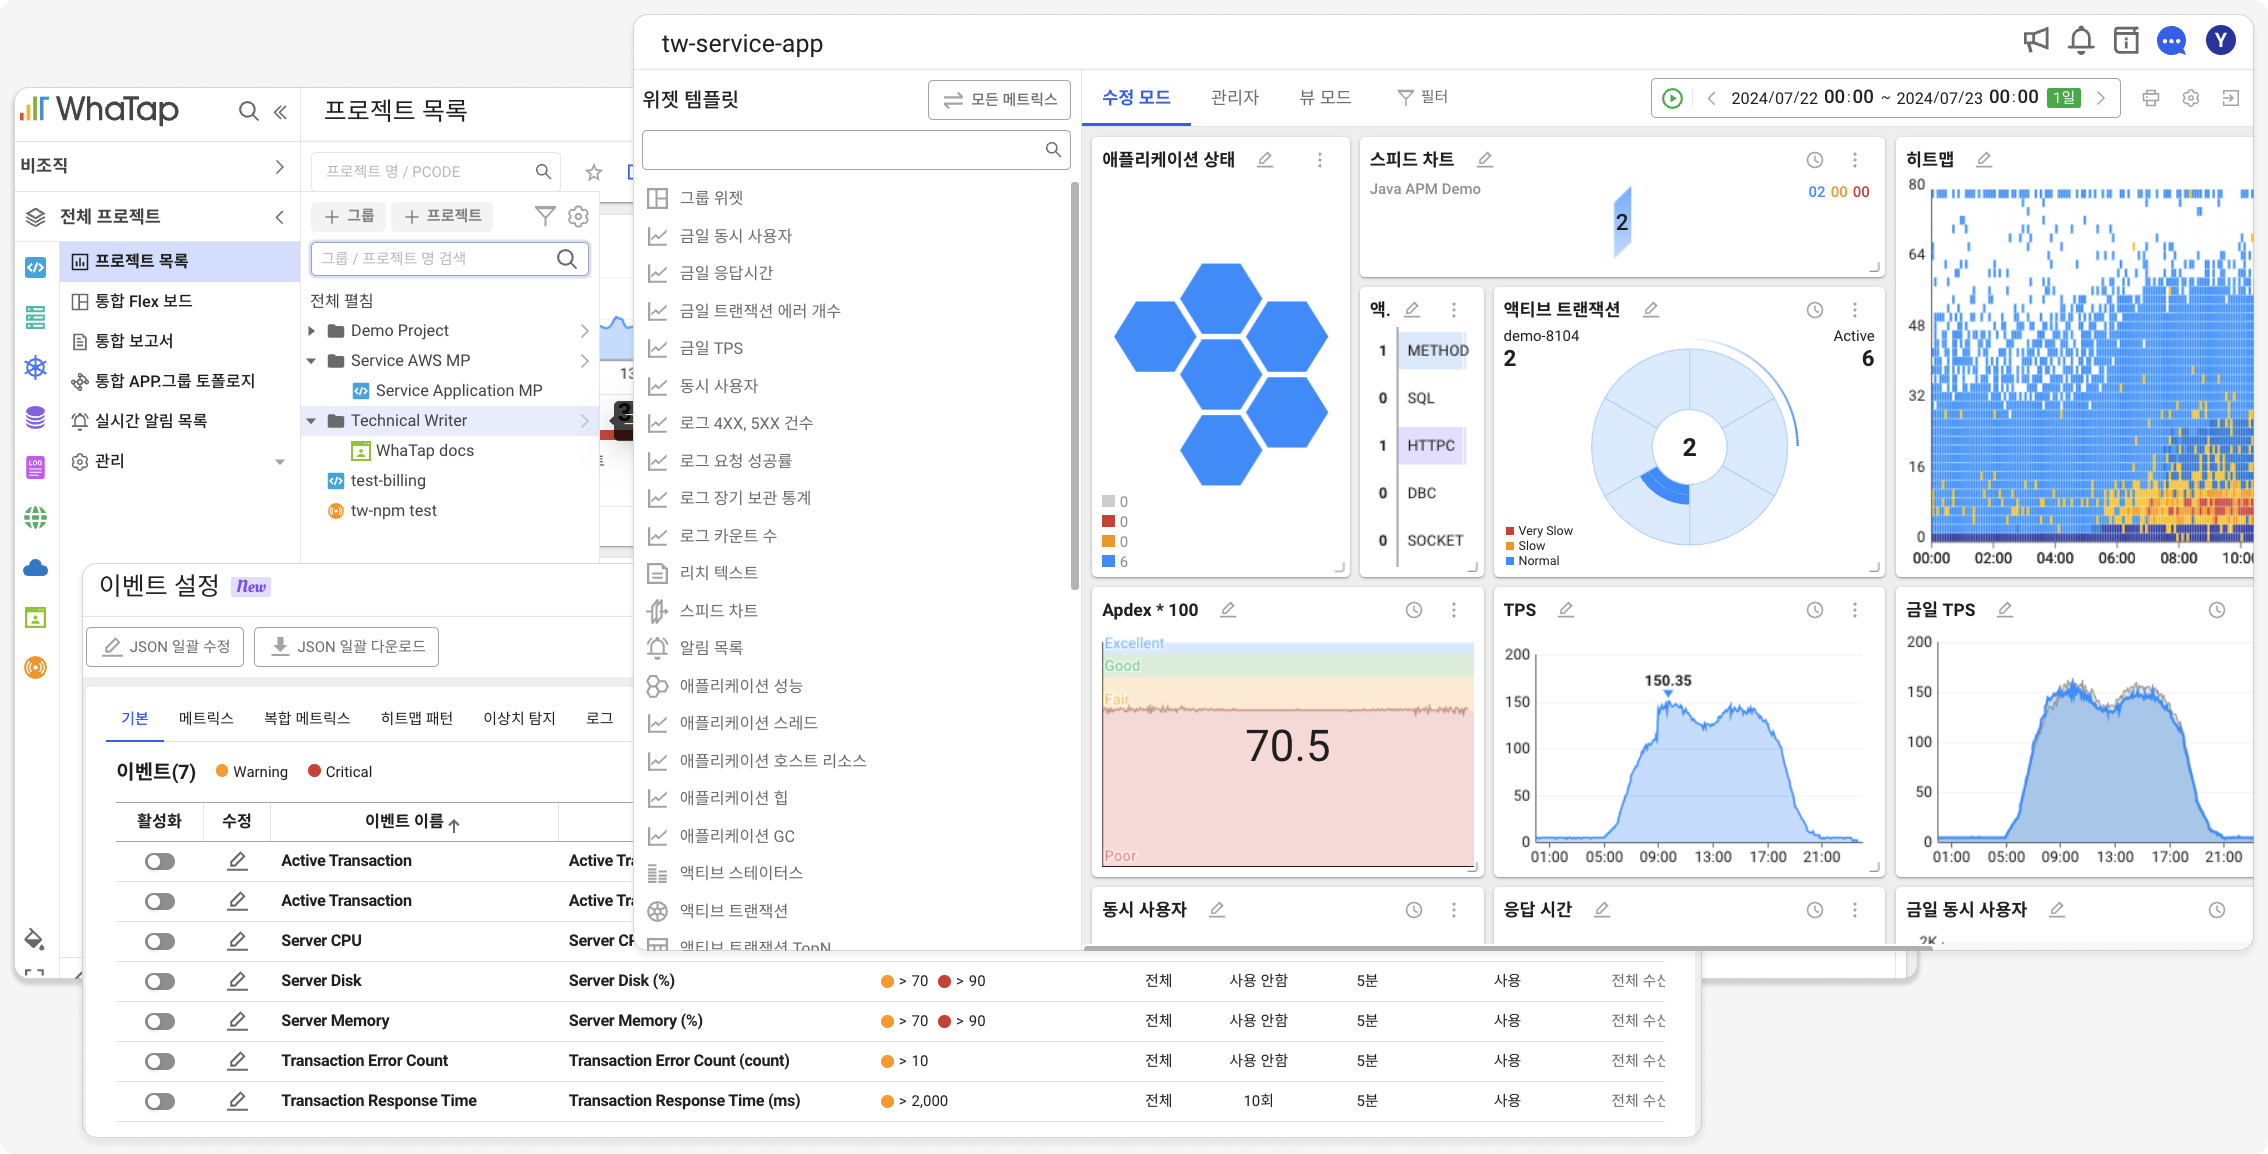 WhaTap
비조직
전체 프로젝트
프로젝트 목록
통합 Flex 보드
통합 보고서
통합 APP.그룹 토폴로지
실시간 알림 목록
관리
LOG
프로젝트 목록
프로젝트 명 / PCODE
그룹
프로젝트
그룹 / 프로젝트 명 검색
전체 펼침
Demo Project
Service AWS MP
Service Application MP
Technical Writer
WhaTap docs
test-billing
tw-npm test
이벤트 설정 New
JSON 일괄 수정
JSON 일괄 다운로드
기본 메트릭스 복합 메트릭스 히트맵 패턴 이상치 탐지 로그
이벤트(7) Warning Critical
활성화 수정 이벤트 이름
Active Transaction
Active Transaction
Server CPU
Server Disk Server Disk (%) > 70 > 90 전체 사용 안함 5분 사용 전체
Server Memory Server Memory (%) > 70 > 90 전체 사용 안함 5분 사용 전체
Transaction Error Count Transaction Error Count (count) > 10 전체 사용 안함 5분 사용 전체
Transaction Response Time Transaction Response Time (ms) > 2,000 전체 10회 5분 사용 전체
tw-service-app
Y
위젯 템플릿
모든 메트릭스
그룹 위젯
금일 동시 사용자
금일 응답시간
금일 트랜잭션 에러 개수
금일 TPS
동시 사용자
로그 4XX, 5XX 건수
로그 요청 성공률
로그 장기 보관 통계
로그 카운트 수
리치 텍스트
스피드 차트
알림 목록
애플리케이션 성능
애플리케이션 스레드
애플리케이션 호스트 리소스
애플리케이션 힙
애플리케이션 GC
액티브 스테이터스
액티브 트랜잭션
액티브 트랜잭션 TopN
수정 모드 관리자 뷰 모드 필터
2024/07/22 00:00 ~ 2024/07/23 00:00 1일
애플리케이션 상태
0
0
0
6
스피드 차트
Java APM Demo
02 00 00
2
액.
1 METHOD
0 SQL
1 HTTPC
0 DBC
0 SOCKET
액티브 트랜잭션
demo-8104 Active
2 6
2
Very Slow
Slow
Normal
히트맵
80
64
48
32
16
0
00:00 02:00 04:00 06:00 08:00 10:00
Apdex * 100
Excellent
Good
Fair
70.5
Poor
TPS
200
150
100
50
0
150.35
01:00 05:00 09:00 13:00 17:00 21:00
금일 TPS
200
150
100
50
0
01:00 05:00 09:00 13:00 17:00 21:00
동시 사용자
응답 시간
금일 동시 사용자
2K